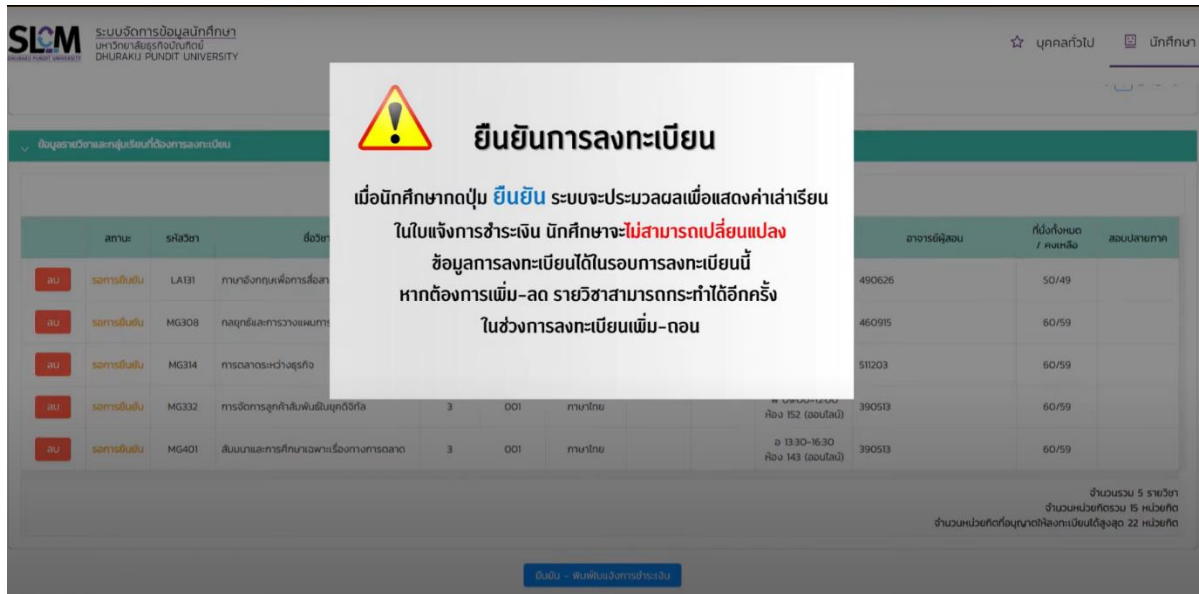 SLCM
DHURAKIJ PUNDIT UNIVERSITY
ระบบจัดการข้อมูลนักศึกษา
มหาวิทยาลัยธุรกิจบัณฑิตย์
DHURAKIJ PUNDIT UNIVERSITY
บุคคลทั่วไป
นักศึกษา
ยืนยันการลงทะเบียน
เมื่อนักศึกษากดปุ่ม ยืนยัน ระบบจะประมวลผลเพื่อแสดงค่าเล่าเรียน
ในใบแจ้งการชำระเงิน นักศึกษาจะไม่สามารถเปลี่ยนแปลง
ข้อมูลการลงทะเบียนได้ในรอบการลงทะเบียนนี้
หากต้องการเพิ่ม-ลด รายวิชาสามารถกระทำได้อีกครั้ง
ในช่วงการลงทะเบียนเพิ่ม-ถอน
ข้อมูลรายวิชาและกลุ่มเรียนที่ต้องการลงทะเบียน
สถานะ รหัสวิชา ชื่อวิชา อาจารย์ผู้สอน ที่นั่งทั้งหมด / คงเหลือ สอบปลายภาค
ลบ รอการยืนยัน LA131 ภาษาอังกฤษเพื่อการสื่อสาร 490626 50/49
ลบ รอการยืนยัน MG308 กลยุทธ์และการวางแผนการ 460915 60/59
ลบ รอการยืนยัน MG314 การตลาดระหว่างธุรกิจ 511203 60/59
ลบ รอการยืนยัน MG332 การจัดการลูกค้าสัมพันธ์ในยุคดิจิทัล 3 001 ภาษาไทย พ 09:00-12:00 ห้อง 152 (ออนไลน์) 390513 60/59
ลบ รอการยืนยัน MG401 สัมมนาและการศึกษาเฉพาะเรื่องทางการตลาด 3 001 ภาษาไทย อ 13:30-16:30 ห้อง 143 (ออนไลน์) 390513 60/59
จำนวนรวม 5 รายวิชา
จำนวนหน่วยกิตรวม 15 หน่วยกิต
จำนวนหน่วยกิตที่อนุญาตให้ลงทะเบียนได้สูงสุด 22 หน่วยกิต
ยืนยัน - พิมพ์ใบแจ้งการชำระเงิน